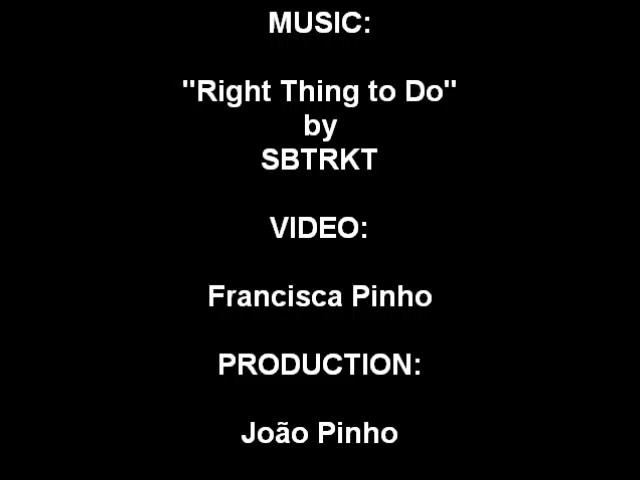 MUSIC:
"Right Thing to Do"
by
SBTRKT
VIDEO:
Francisca Pinho
PRODUCTION:
João Pinho